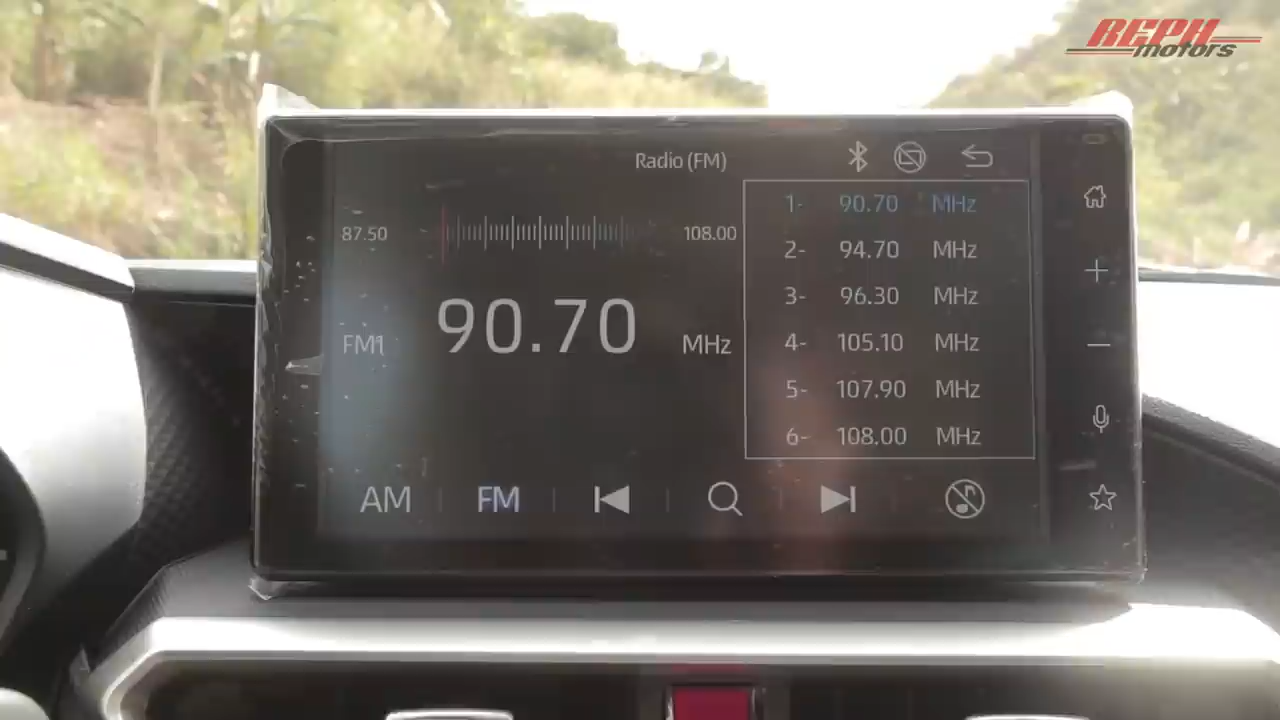 REPH
motors
Radio (FM)
87.50
108.00
FM1
90.70
MHz
1- 90.70 MHz
2- 94.70 MHz
3- 96.30 MHz
4- 105.10 MHz
5- 107.90 MHz
6- 108.00 MHz
AM
FM